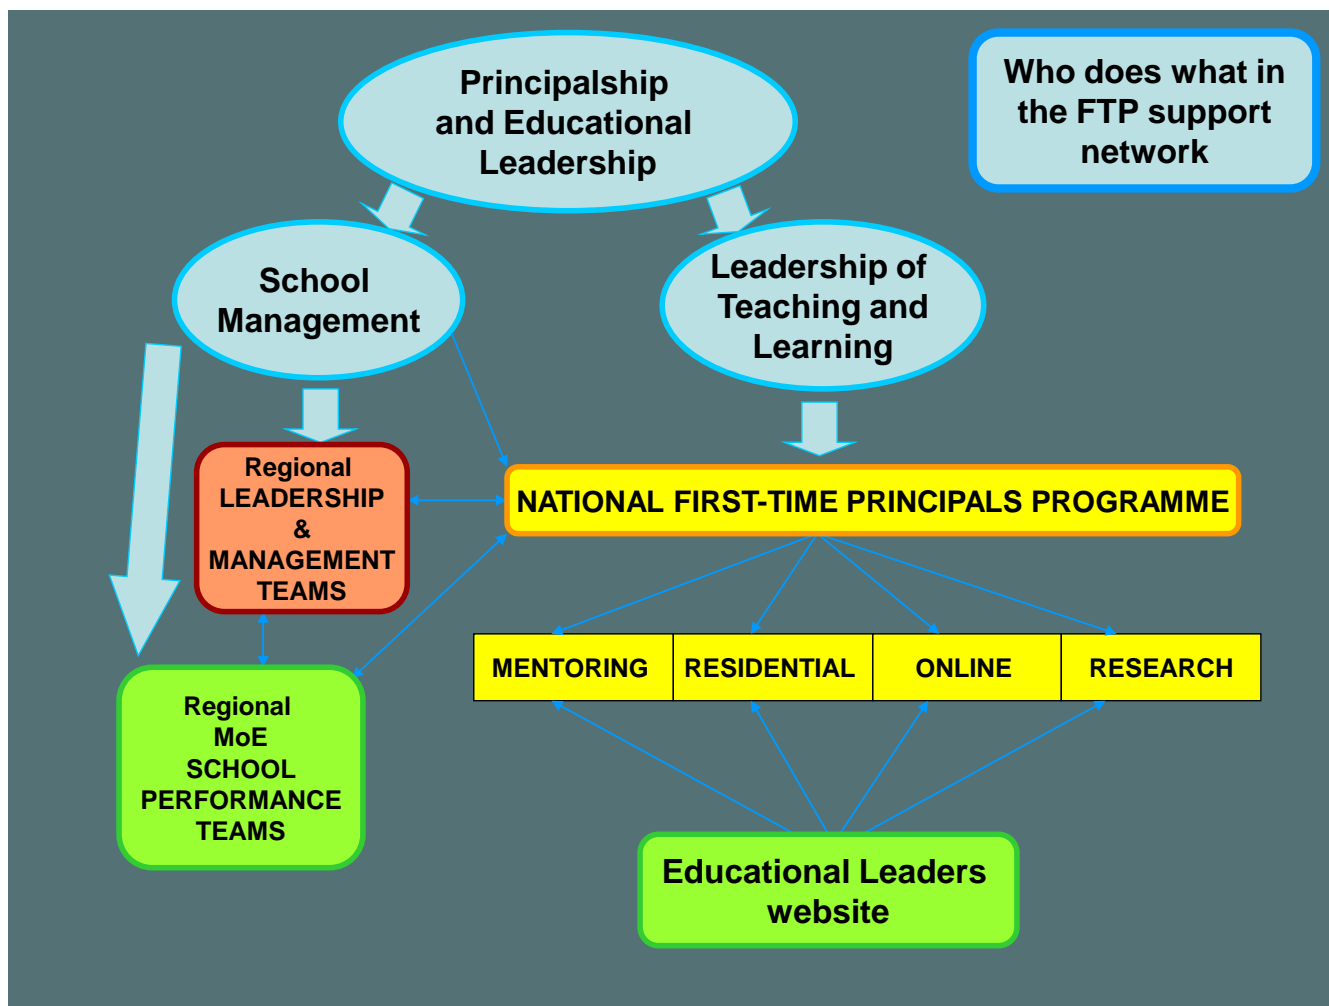 Principalship
and Educational
Leadership
Who does what in
the FTP support
network
School
Management
Leadership of
Teaching and
Learning
Regional
LEADERSHIP
&
MANAGEMENT
TEAMS
NATIONAL FIRST-TIME PRINCIPALS PROGRAMME
MENTORING
RESIDENTIAL
ONLINE
RESEARCH
Regional
MoE
SCHOOL
PERFORMANCE
TEAMS
Educational Leaders
website